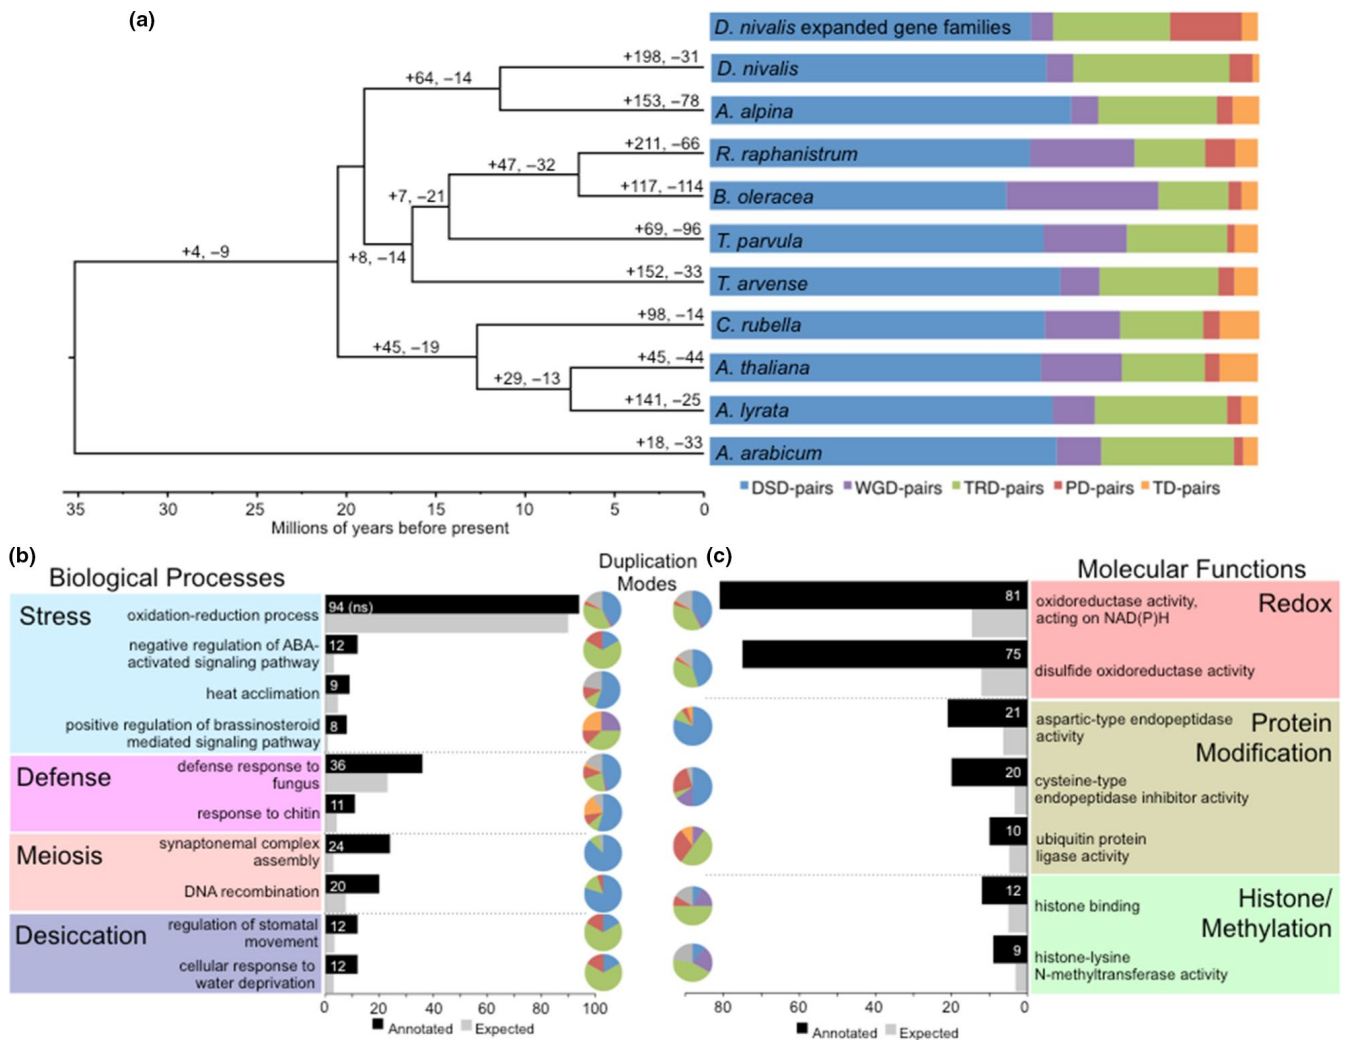 (a)
D. nivalis expanded gene families
+198, −31
D. nivalis
+64, −14
+153, −78
A. alpina
+211, −66
R. raphanistrum
+47, −32
+117, −114
B. oleracea
+7, −21
+69, −96
T. parvula
+4, −9
+8, −14
+152, −33
T. arvense
+98, −14
C. rubella
+45, −19
+45, −44
A. thaliana
+29, −13
+141, −25
A. lyrata
+18, −33
A. arabicum
DSD-pairs WGD-pairs TRD-pairs PD-pairs TD-pairs
35 20 15 10 5 0
Millions of years before present
(b)
Biological Processes
Duplication
Modes
Stress
oxidation-reduction process
94 (ns)
negative regulation of ABA-
activated signaling pathway
12
heat acclimation
9
positive regulation of brassinosteroid
mediated signaling pathway
8
Defense
defense response to
fungus
36
response to chitin
11
Meiosis
synaptonemal complex
assembly
24
DNA recombination
20
Desiccation
regulation of stomatal
movement
12
cellular response to
water deprivation
12
0 20 40 60 80 100
Annotated Expected
(c)
Molecular Functions
Redox
81
oxidoreductase activity,
acting on NAD(P)H
75
disulfide oxidoreductase activity
Protein
Modification
21
aspartic-type endopeptidase
activity
20
cysteine-type
endopeptidase inhibitor activity
10
ubiquitin protein
ligase activity
Histone/
Methylation
12
histone binding
9
histone-lysine
N-methyltransferase activity
80 60 40 20 0
Annotated Expected